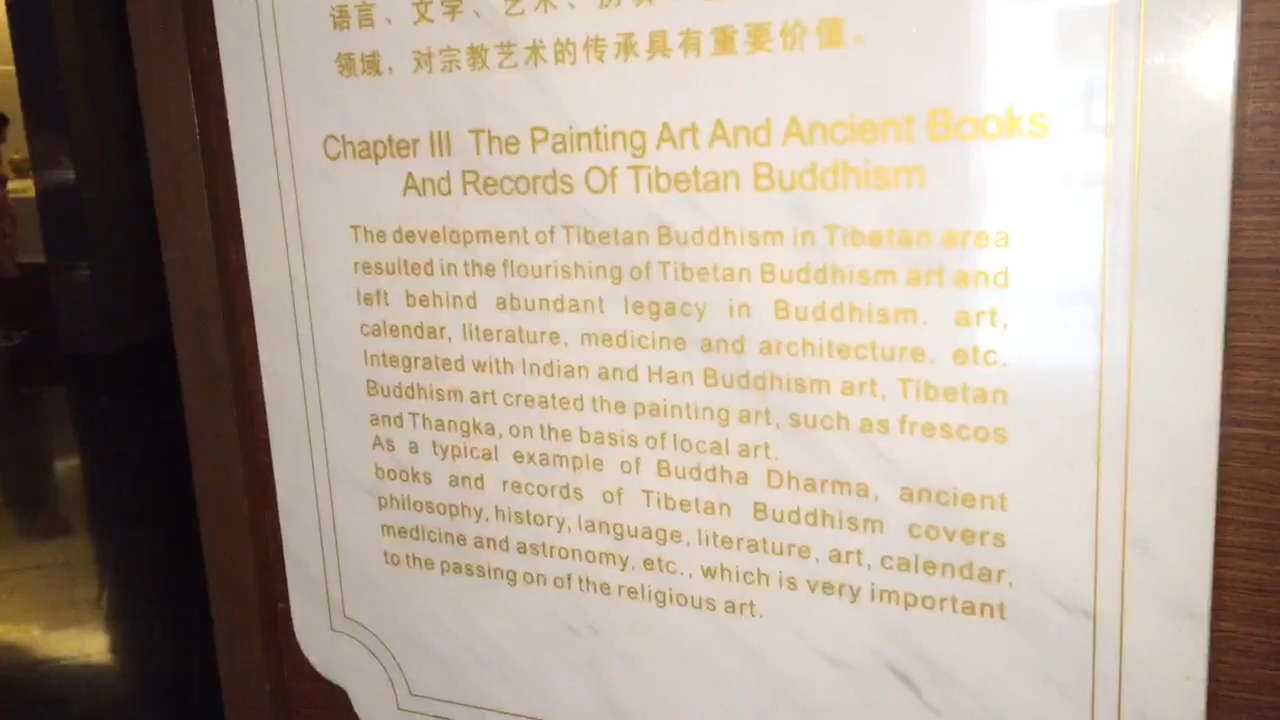 语言、文字、艺术、
领域，对宗教艺术的传承具有重要价值。
Chapter III The Painting Art And Ancient Books
And Records Of Tibetan Buddhism
The development of Tibetan Buddhism in Tibetan area
resulted in the flourishing of Tibetan Buddhism art and
left behind abundant legacy in Buddhism. art,
calendar, literature, medicine and architecture. etc.
Integrated with Indian and Han Buddhism art, Tibetan
Buddhism art created the painting art, such as frescos
and Thangka, on the basis of local art.
As a typical example of Buddha Dharma, ancient
books and records of Tibetan Buddhism covers
philosophy, history, language, literature, art, calendar,
medicine and astronomy, etc., which is very important
to the passing on of the religious art.